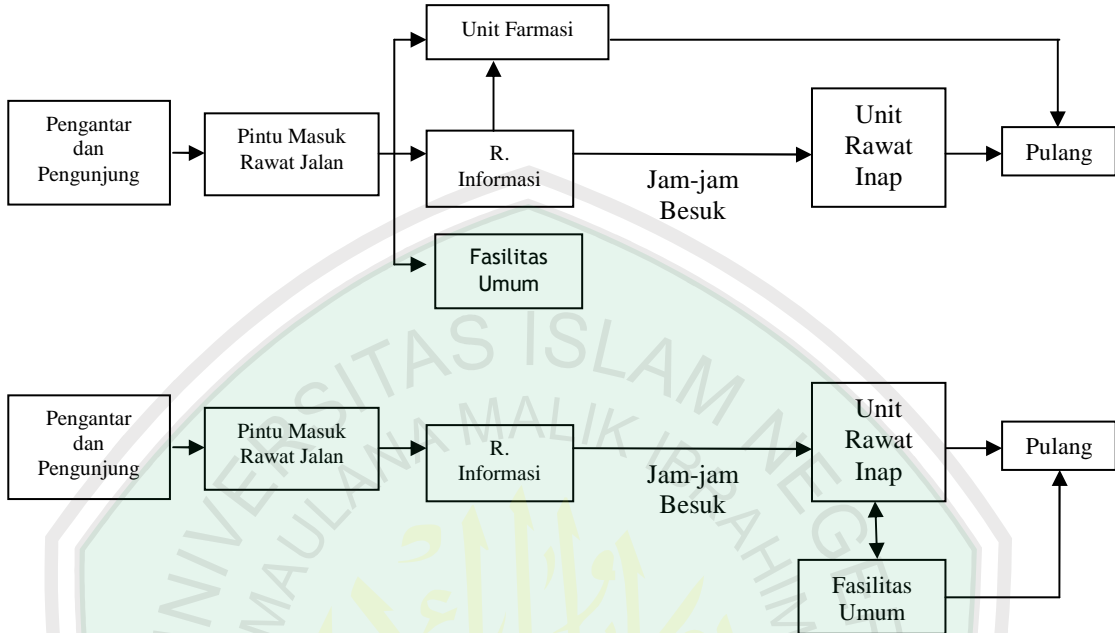 Unit Farmasi
Pengantar
dan
Pengunjung
Pintu Masuk
Rawat Jalan
R.
Informasi
Jam-jam
Besuk
Unit
Rawat
Inap
Pulang
Fasilitas
Umum
Pengantar
dan
Pengunjung
Pintu Masuk
Rawat Jalan
R.
Informasi
Jam-jam
Besuk
Unit
Rawat
Inap
Pulang
Fasilitas
Umum
UNIVERSITAS ISLAM NEGE
MAULANA MALIK IBRAHIM